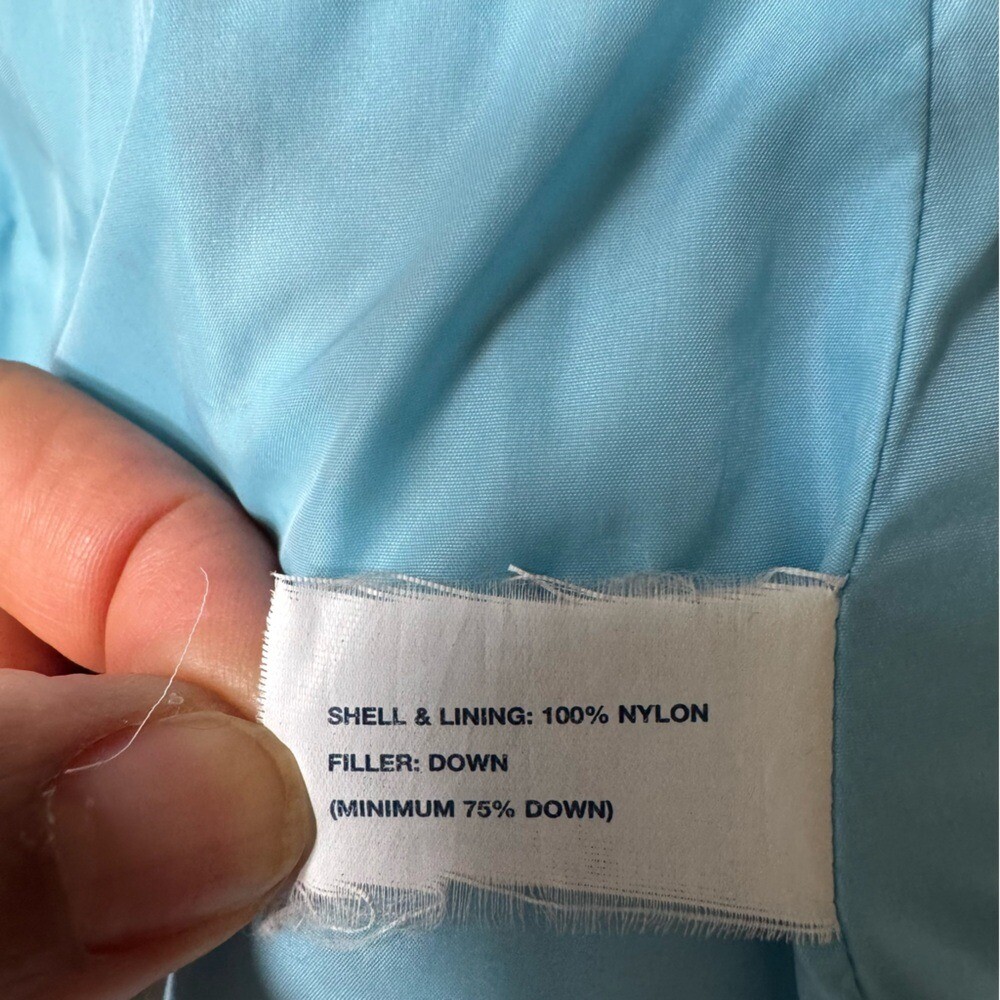 SHELL & LINING: 100% NYLON
FILLER: DOWN
(MINIMUM 75% DOWN)